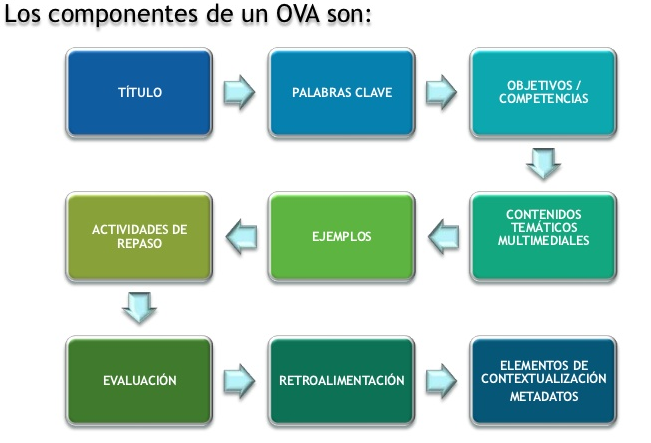 Los componentes de un OVA son:
TÍTULO
PALABRAS CLAVE
OBJETIVOS /
COMPETENCIAS
CONTENIDOS
TEMÁTICOS
MULTIMEDIALES
EJEMPLOS
ACTIVIDADES DE
REPASO
EVALUACIÓN
RETROALIMENTACIÓN
ELEMENTOS DE
CONTEXTUALIZACIÓN
METADATOS